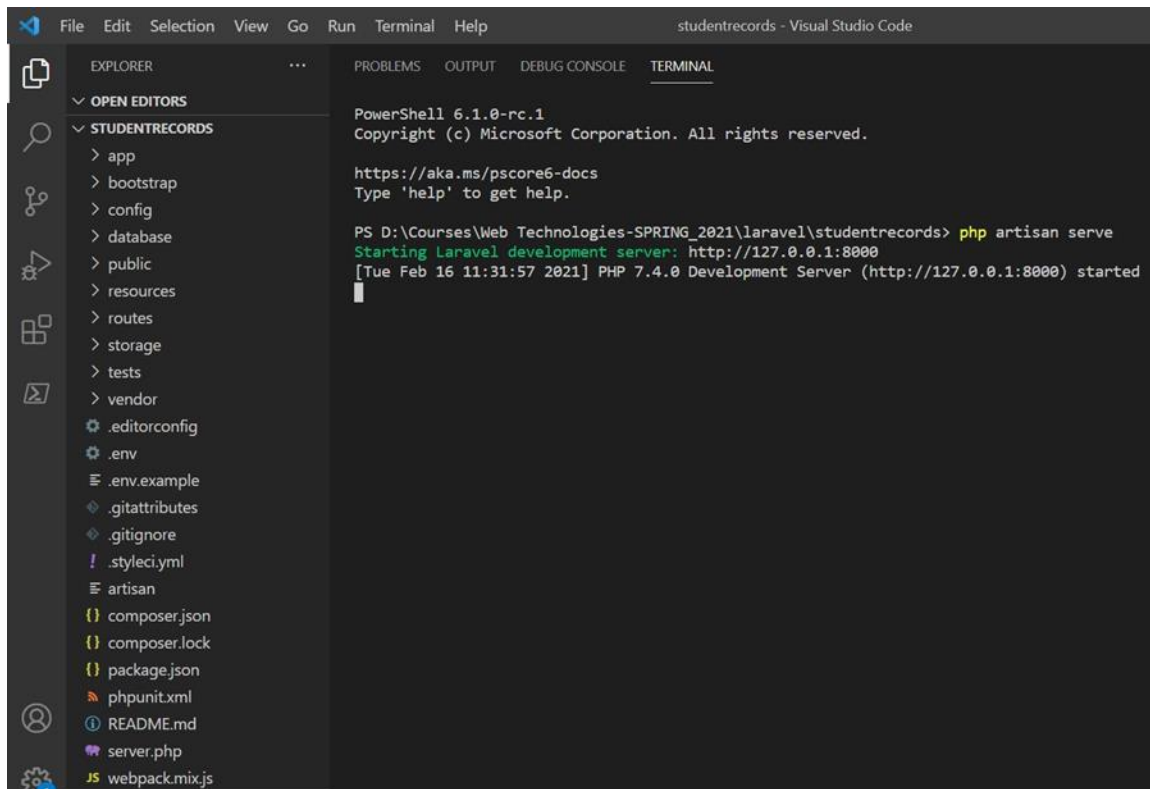 File Edit Selection View Go Run Terminal Help studentrecords - Visual Studio Code
EXPLORER ...
OPEN EDITORS
STUDENTRECORDS
> app
> bootstrap
> config
> database
> public
> resources
> routes
> storage
> tests
> vendor
.editorconfig
.env
.env.example
.gitattributes
.gitignore
! .styleci.yml
artisan
{} composer.json
{} composer.lock
{} package.json
phpunit.xml
README.md
server.php
JS webpack.mix.js
PROBLEMS OUTPUT DEBUG CONSOLE TERMINAL
PowerShell 6.1.0-rc.1
Copyright (c) Microsoft Corporation. All rights reserved.
https://aka.ms/pscore6-docs
Type 'help' to get help.
PS D:\Courses\Web Technologies-SPRING_2021\laravel\studentrecords> php artisan serve
Starting Laravel development server: http://127.0.0.1:8000
[Tue Feb 16 11:31:57 2021] PHP 7.4.0 Development Server (http://127.0.0.1:8000) started